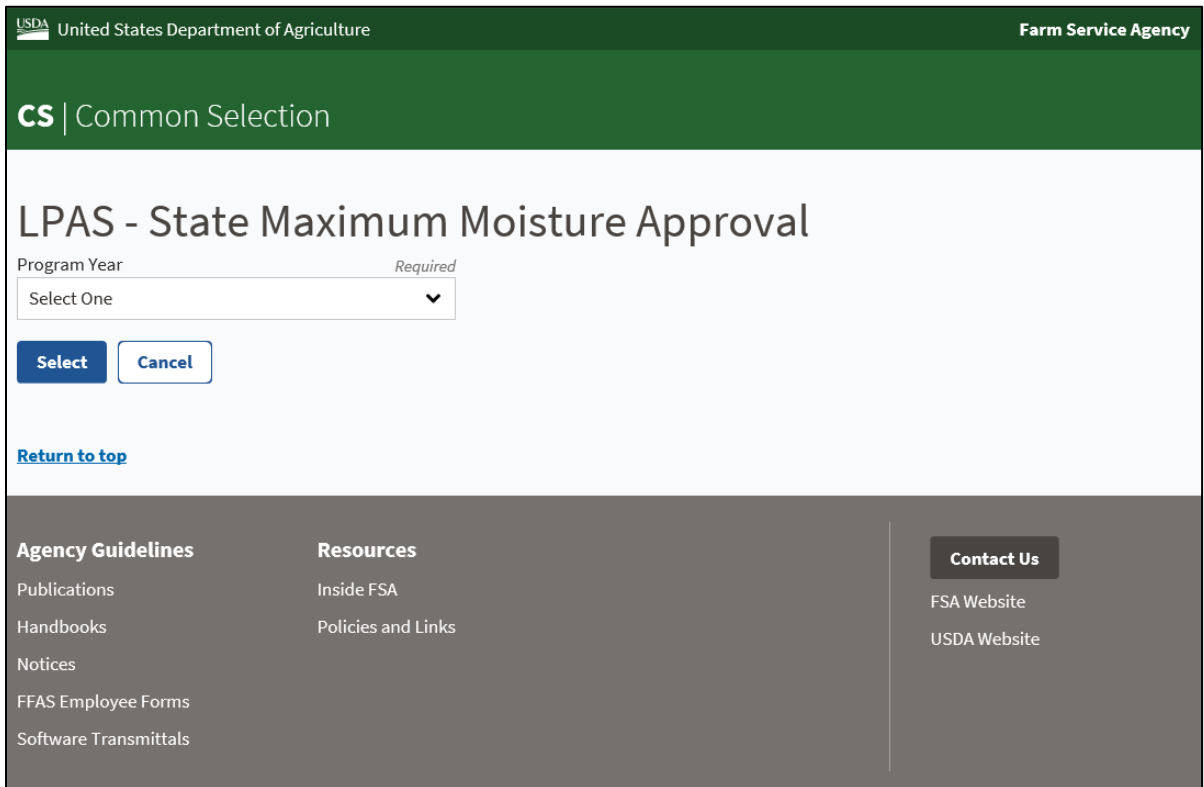 USDA United States Department of Agriculture
Farm Service Agency
CS | Common Selection
LPAS - State Maximum Moisture Approval
Program Year
Required
Select One
Select
Cancel
Return to top
Agency Guidelines
Publications
Handbooks
Notices
FFAS Employee Forms
Software Transmittals
Resources
Inside FSA
Policies and Links
Contact Us
FSA Website
USDA Website